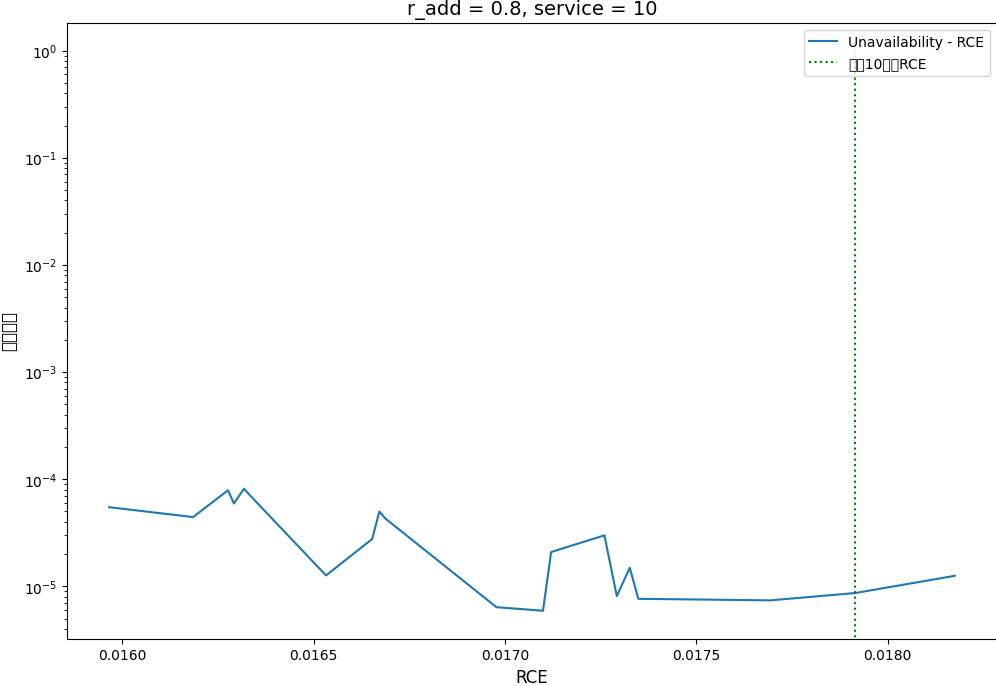 r_add = 0.8, service = 10
10⁰
10⁻¹
10⁻²
10⁻³
10⁻⁴
10⁻⁵
Unavailability - RCE
10 RCE
0.0160
0.0165
0.0170
0.0175
0.0180
RCE